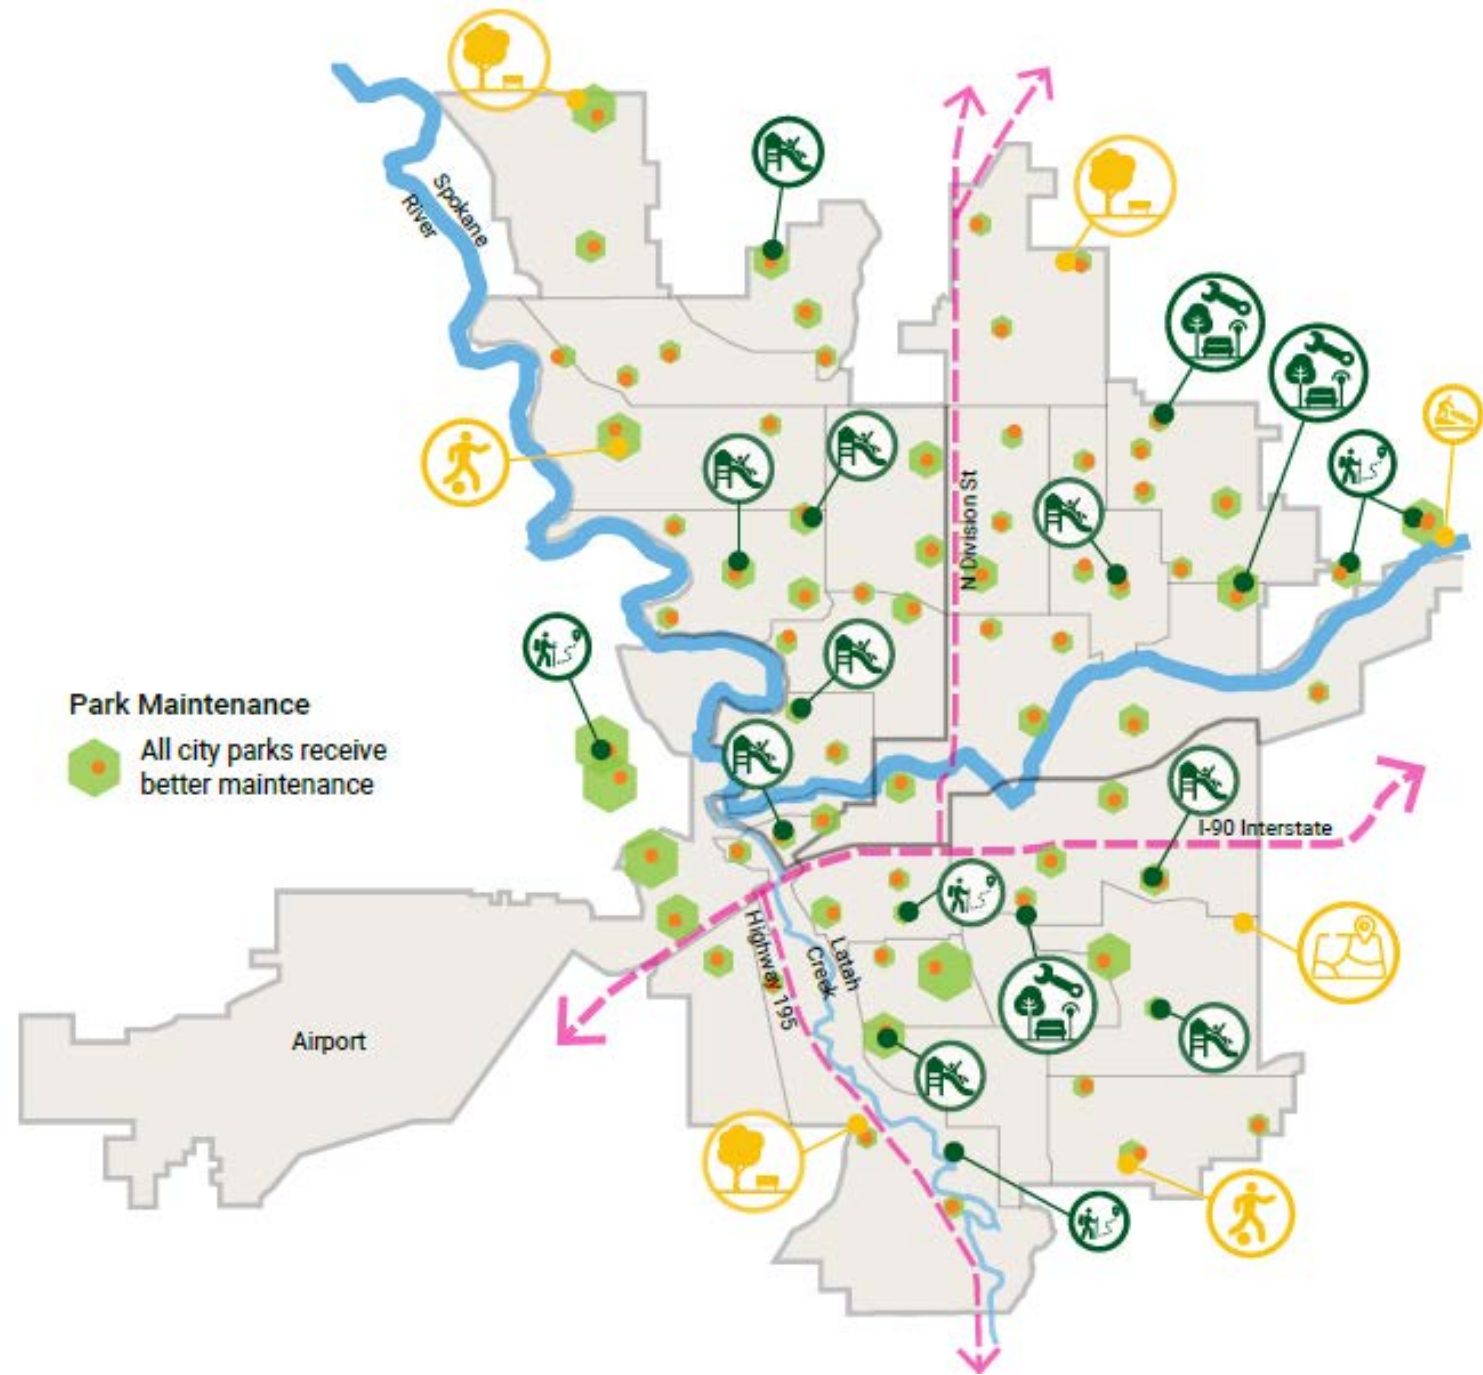 Spokane
River
N Division St
Park Maintenance
All city parks receive
better maintenance
I-90 Interstate
Highway 195
Latah
Creek
Airport